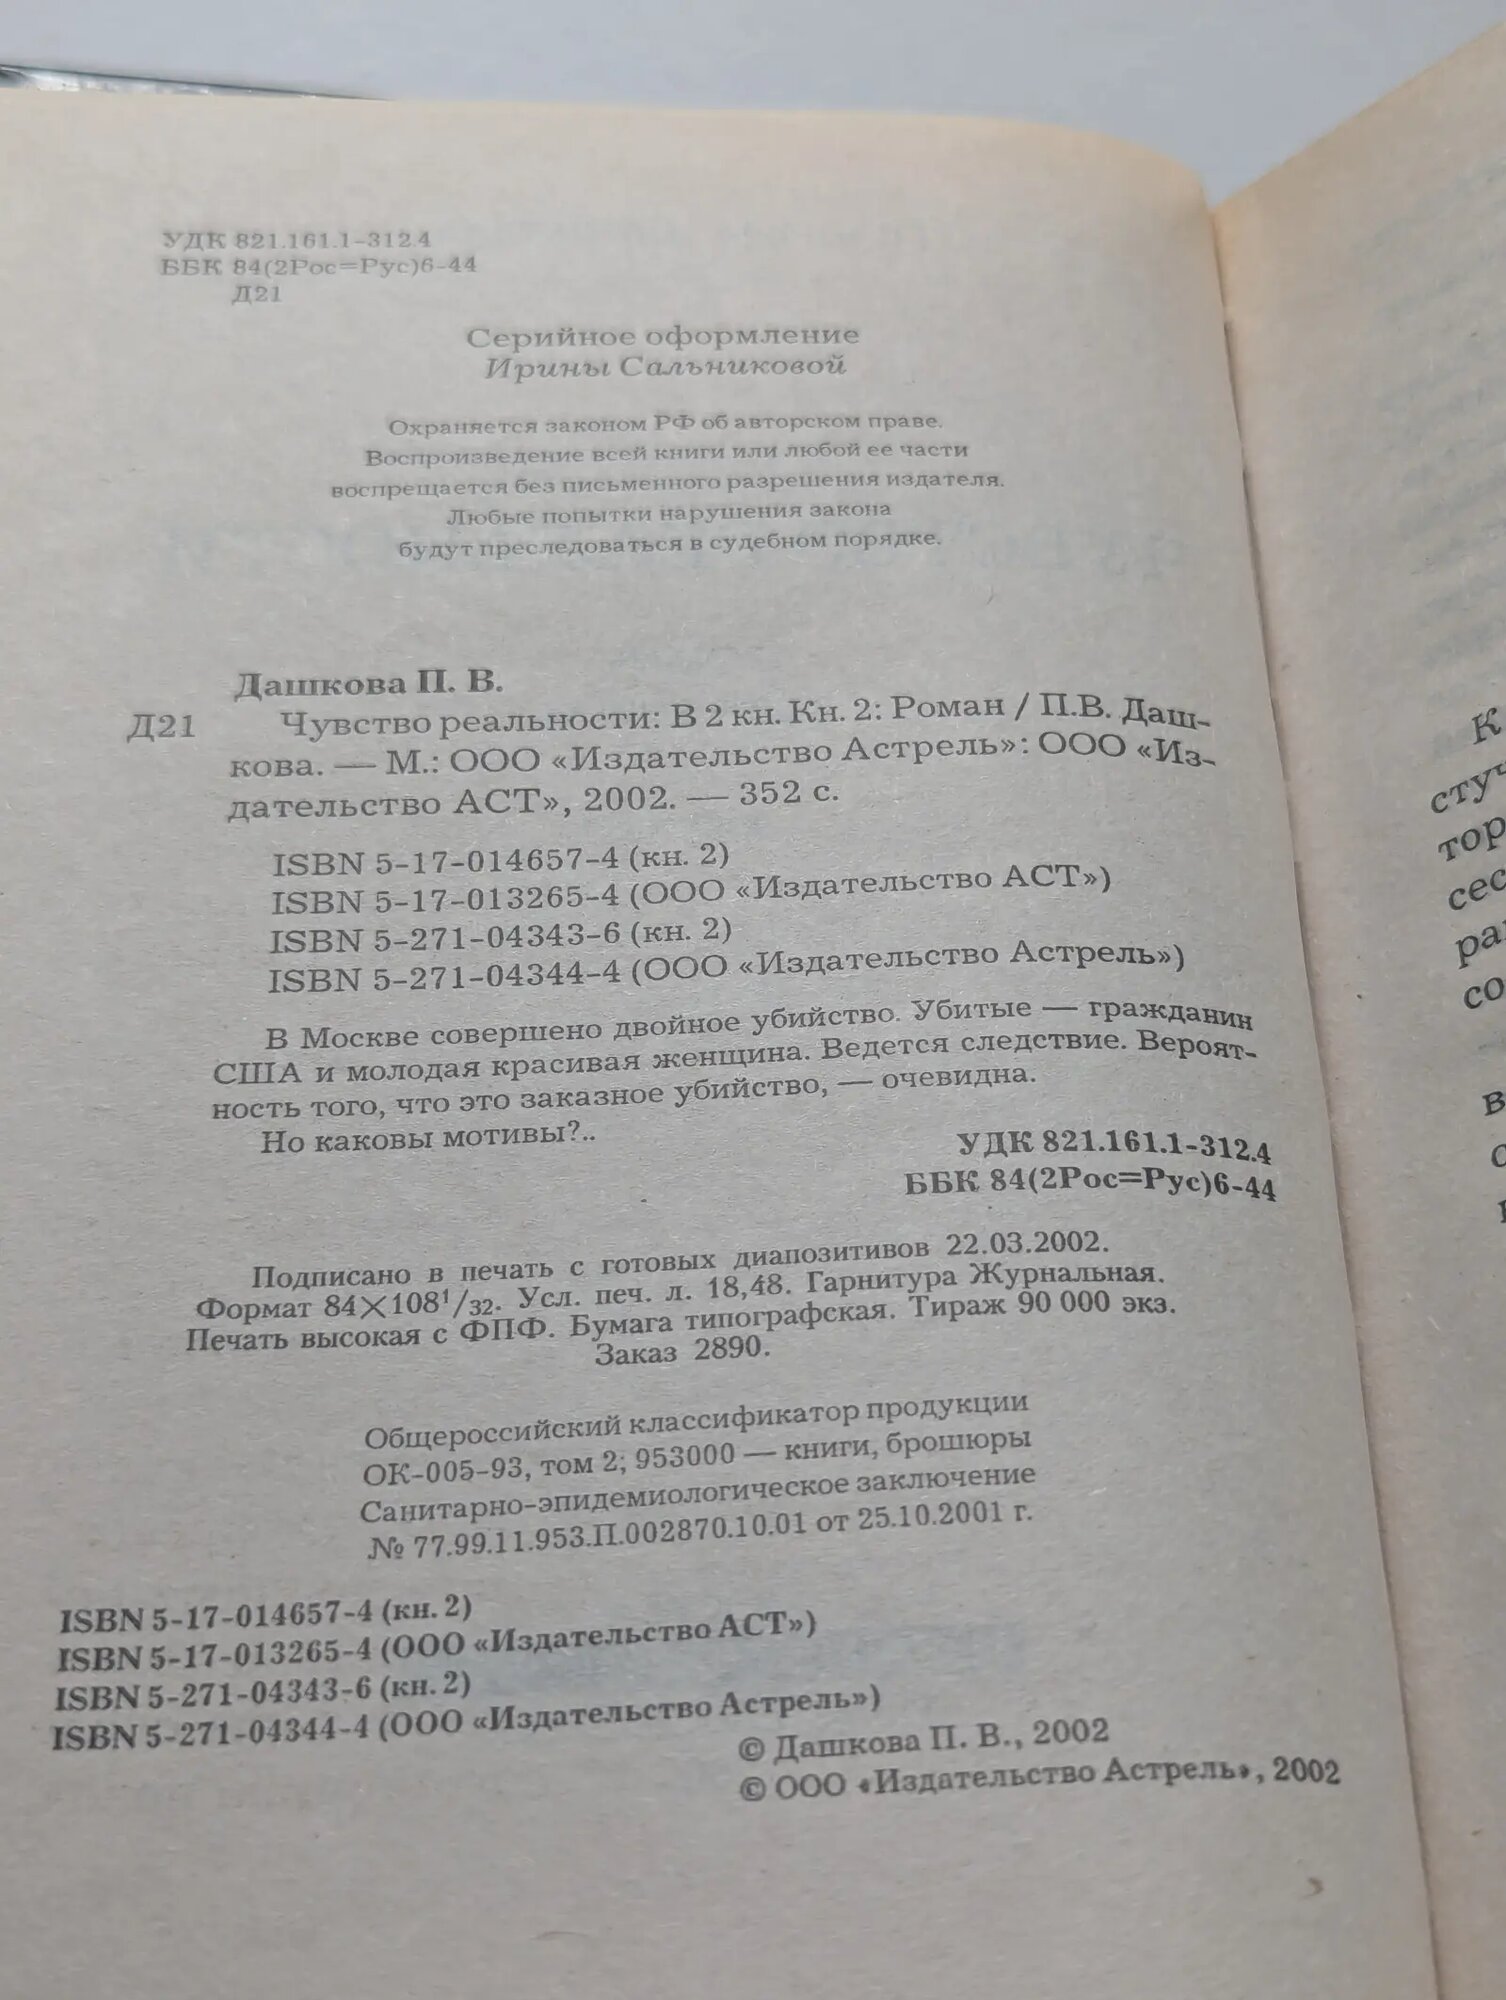 УДК 821.161.1-312.4
ББК 84(2Рос=Рус)6-44
Д21
Серийное оформление
Ирины Сальниковой
Охраняется законом РФ об авторском праве.
Воспроизведение всей книги или любой ее части
воспрещается без письменного разрешения издателя.
Любые попытки нарушения закона
будут преследоваться в судебном порядке.
Дашкова П. В.
Д21 Чувство реальности: В 2 кн. Кн. 2: Роман / П.В. Даш-
кова. — М.: ООО «Издательство Астрель»: ООО «Из-
дательство АСТ», 2002. — 352 с.
ISBN 5-17-014657-4 (кн. 2)
ISBN 5-17-013265-4 (ООО «Издательство АСТ»)
ISBN 5-271-04343-6 (кн. 2)
ISBN 5-271-04344-4 (ООО «Издательство Астрель»)
В Москве совершено двойное убийство. Убитые — гражданин
США и молодая красивая женщина. Ведется следствие. Вероят-
ность того, что это заказное убийство, — очевидна.
Но каковы мотивы?..
УДК 821.161.1-312.4
ББК 84(2Рос=Рус)6-44
Подписано в печать с готовых диапозитивов 22.03.2002.
Формат 84×108¹/₃₂. Усл. печ. л. 18,48. Гарнитура Журнальная.
Печать высокая с ФПФ. Бумага типографская. Тираж 90 000 экз.
Заказ 2890.
Общероссийский классификатор продукции
ОК-005-93, том 2; 953000 — книги, брошюры
Санитарно-эпидемиологическое заключение
№ 77.99.11.953.П.002870.10.01 от 25.10.2001 г.
ISBN 5-17-014657-4 (кн. 2)
ISBN 5-17-013265-4 (ООО «Издательство АСТ»)
ISBN 5-271-04343-6 (кн. 2)
ISBN 5-271-04344-4 (ООО «Издательство Астрель»)
© Дашкова П. В., 2002
© ООО «Издательство Астрель», 2002